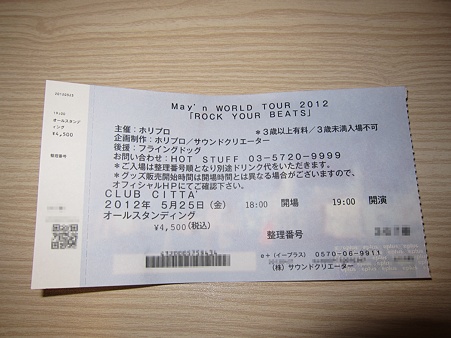 20120525
19:00
オールスタンディング
¥4,500
整理番号
May'n WORLD TOUR 2012
「ROCK YOUR BEATS」
主催：ホリプロ ＊3歳以上有料／3歳未満入場不可
企画制作：ホリプロ／サウンドクリエーター
後援：フライングドッグ
お問い合わせ：HOT STUFF 03-5720-9999
＊ご入場は整理番号順となり別途ドリンク代をいただきます。
＊グッズ販売開始時間は開場時間とは異なる場合がございますので、
オフィシャルHPにてご確認下さい。
CLUB CITTA'
2012年 5月25日（金） 18:00 開場 19:00 開演
オールスタンディング
¥4,500(税込)
整理番号
e+（イープラス） 0570-06-9911
（株）サウンドクリエーター